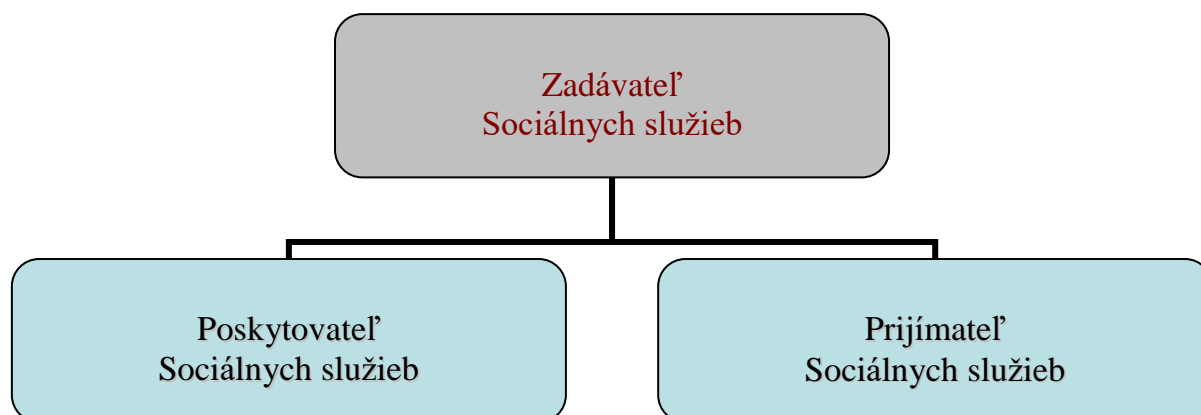 Zadávateľ
Sociálnych služieb
Poskytovateľ
Sociálnych služieb
Prijímateľ
Sociálnych služieb